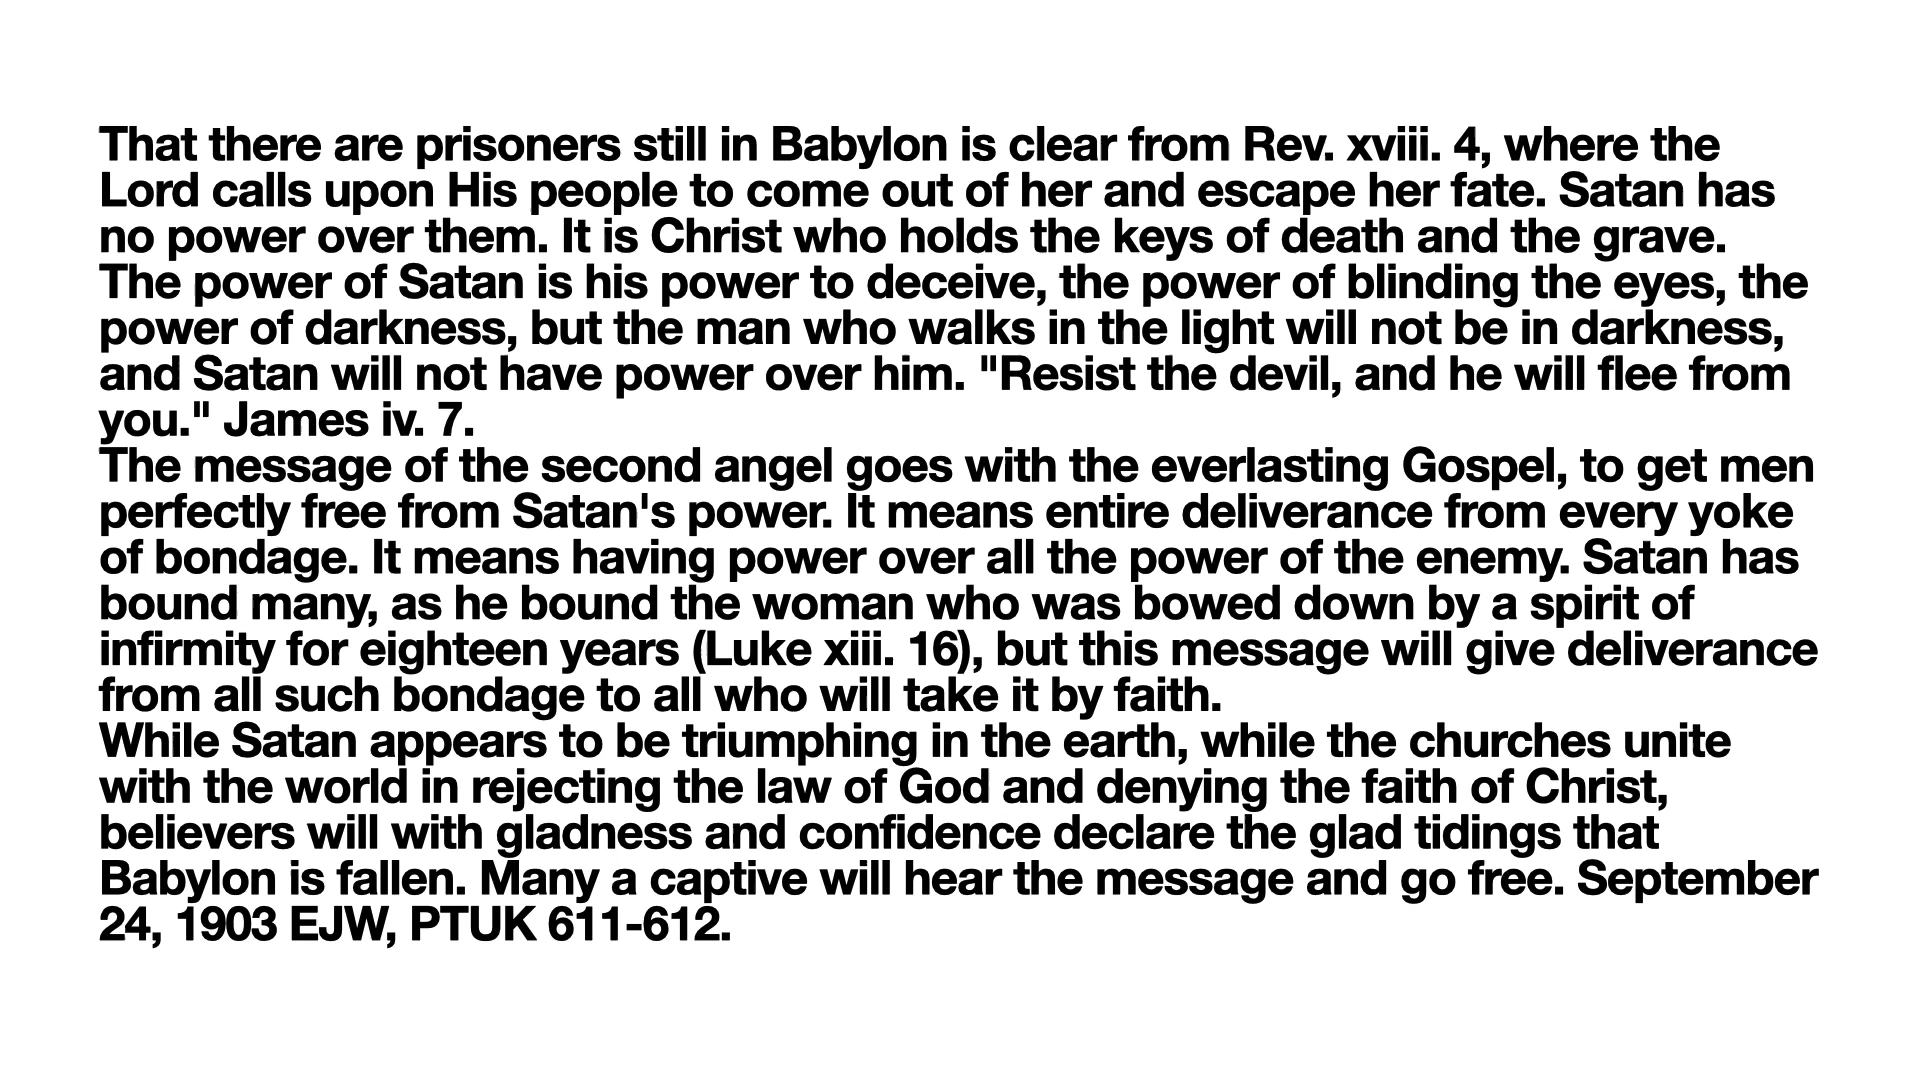 That there are prisoners still in Babylon is clear from Rev. xviii. 4, where the
Lord calls upon His people to come out of her and escape her fate. Satan has
no power over them. It is Christ who holds the keys of death and the grave.
The power of Satan is his power to deceive, the power of blinding the eyes, the
power of darkness, but the man who walks in the light will not be in darkness,
and Satan will not have power over him. "Resist the devil, and he will flee from
you." James iv. 7.
The message of the second angel goes with the everlasting Gospel, to get men
perfectly free from Satan's power. It means entire deliverance from every yoke
of bondage. It means having power over all the power of the enemy. Satan has
bound many, as he bound the woman who was bowed down by a spirit of
infirmity for eighteen years (Luke xiii. 16), but this message will give deliverance
from all such bondage to all who will take it by faith.
While Satan appears to be triumphing in the earth, while the churches unite
with the world in rejecting the law of God and denying the faith of Christ,
believers will with gladness and confidence declare the glad tidings that
Babylon is fallen. Many a captive will hear the message and go free. September
24, 1903 EJW, PTUK 611-612.